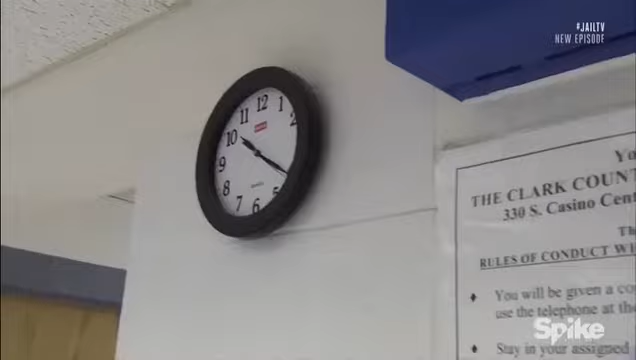 #JAILTV
NEW EPISODE
12
11
1
10
2
9
8
7
6
5
Yo
THE CLARK COUNT
330 S. Casino Cent
Th
RULES OF CONDUCT WH
You will be given a co
use the telephone at the
Stay in your assigned
Spike